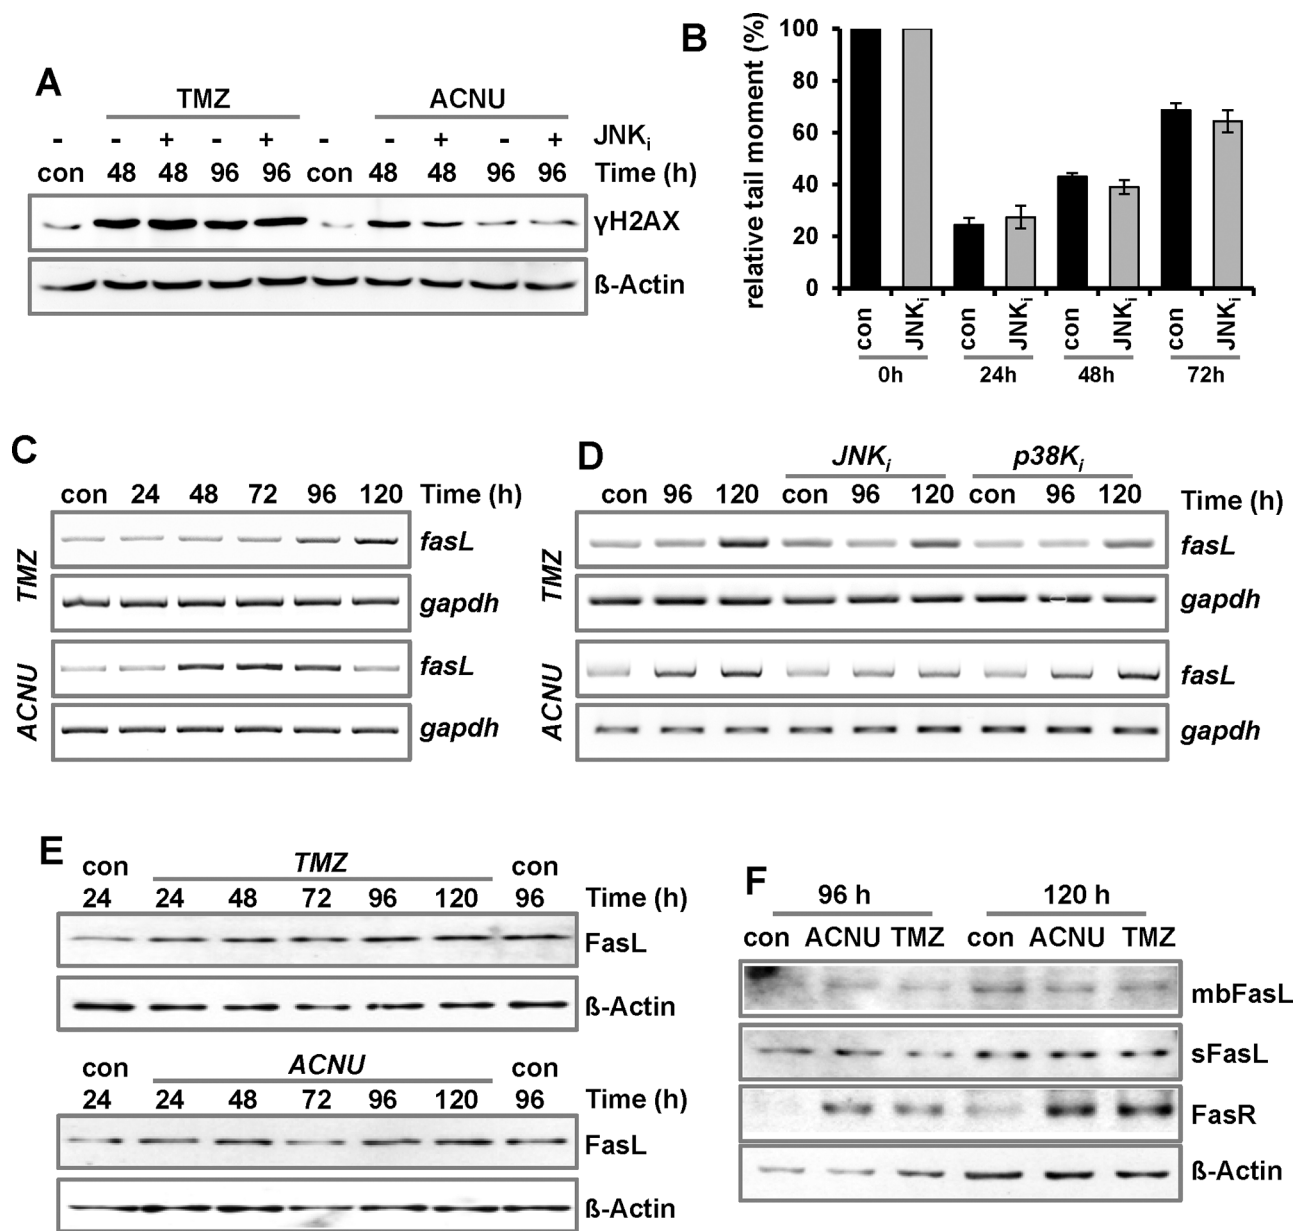 A
TMZ ACNU
- - + - + - - + - + JNKi
con 48 48 96 96 con 48 48 96 96 Time (h)
γH2AX
ß-Actin
B
relative tail moment (%)
100
80
60
40
20
0
con JNKi con JNKi con JNKi con JNKi
0h 24h 48h 72h
C
con 24 48 72 96 120 Time (h)
TMZ
fasL
gapdh
ACNU
fasL
gapdh
D
JNKi p38Ki
con 96 120 con 96 120 con 96 120 Time (h)
TMZ
fasL
gapdh
ACNU
fasL
gapdh
E
con TMZ con
24 24 48 72 96 120 96 Time (h)
FasL
ß-Actin
con ACNU con
24 24 48 72 96 120 96 Time (h)
FasL
ß-Actin
F
96 h 120 h
con ACNU TMZ con ACNU TMZ
mbFasL
sFasL
FasR
ß-Actin